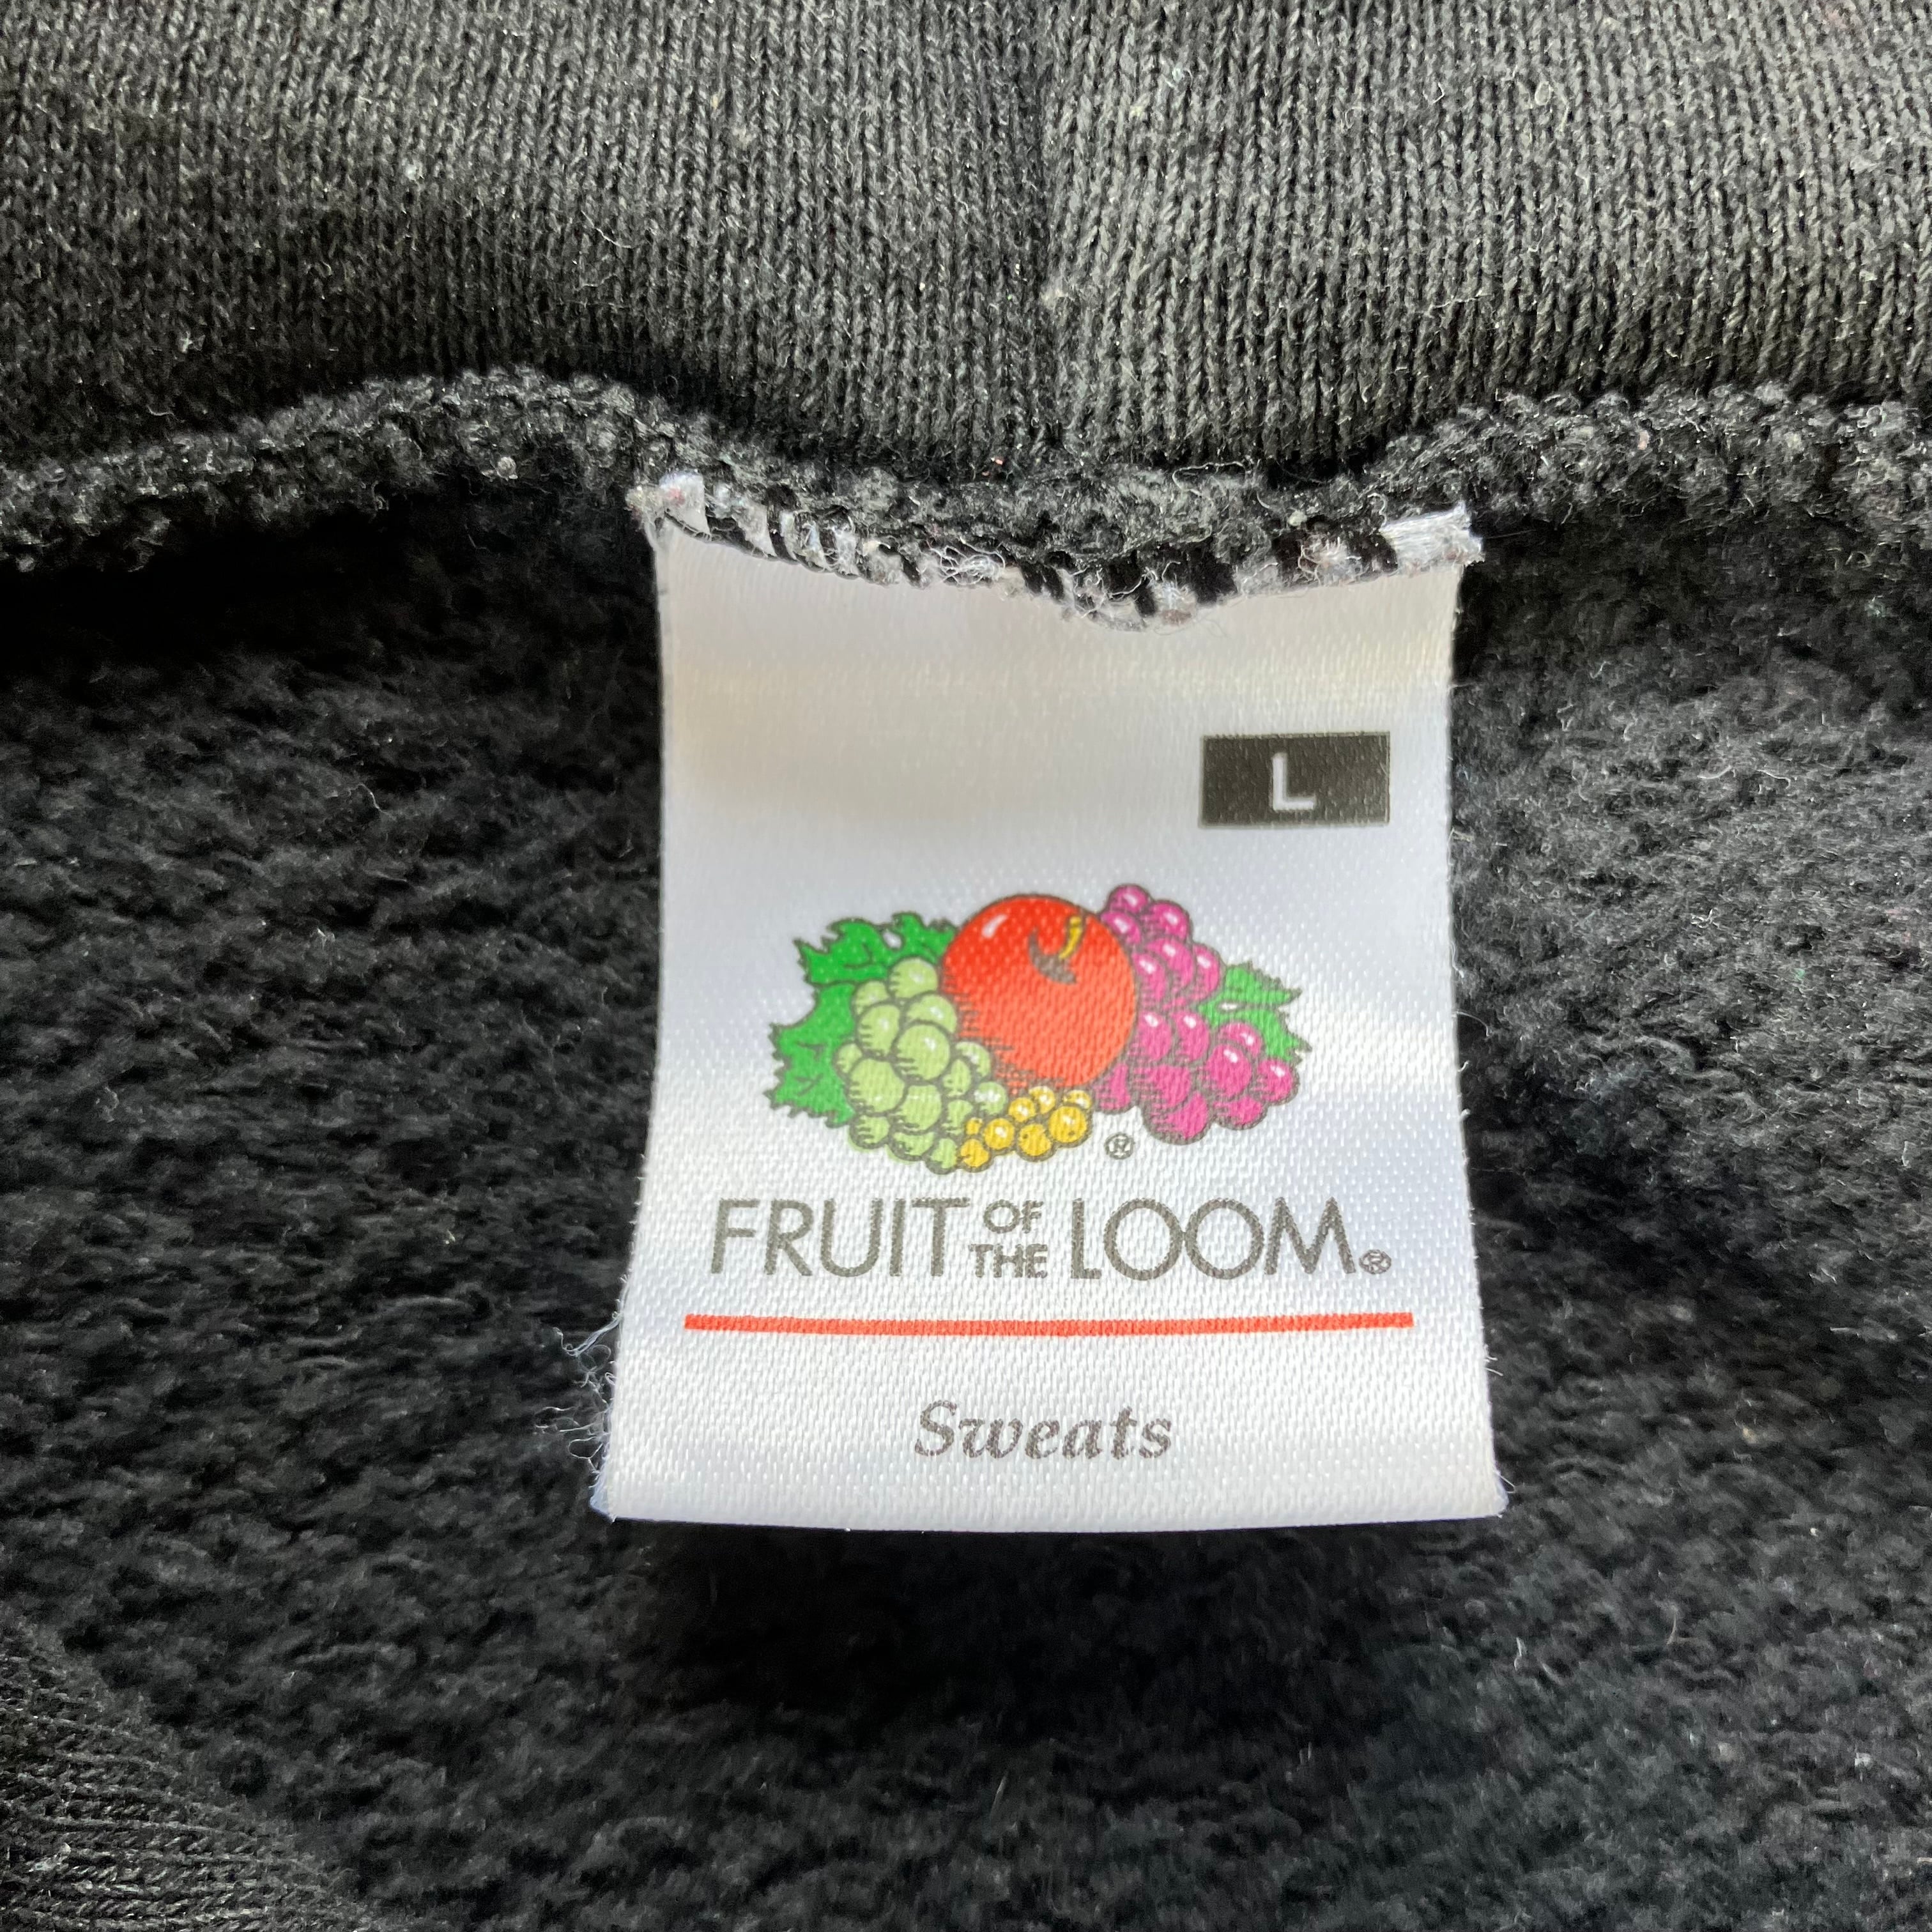 L
®
FRUIT OF THE LOOM®
Sweats